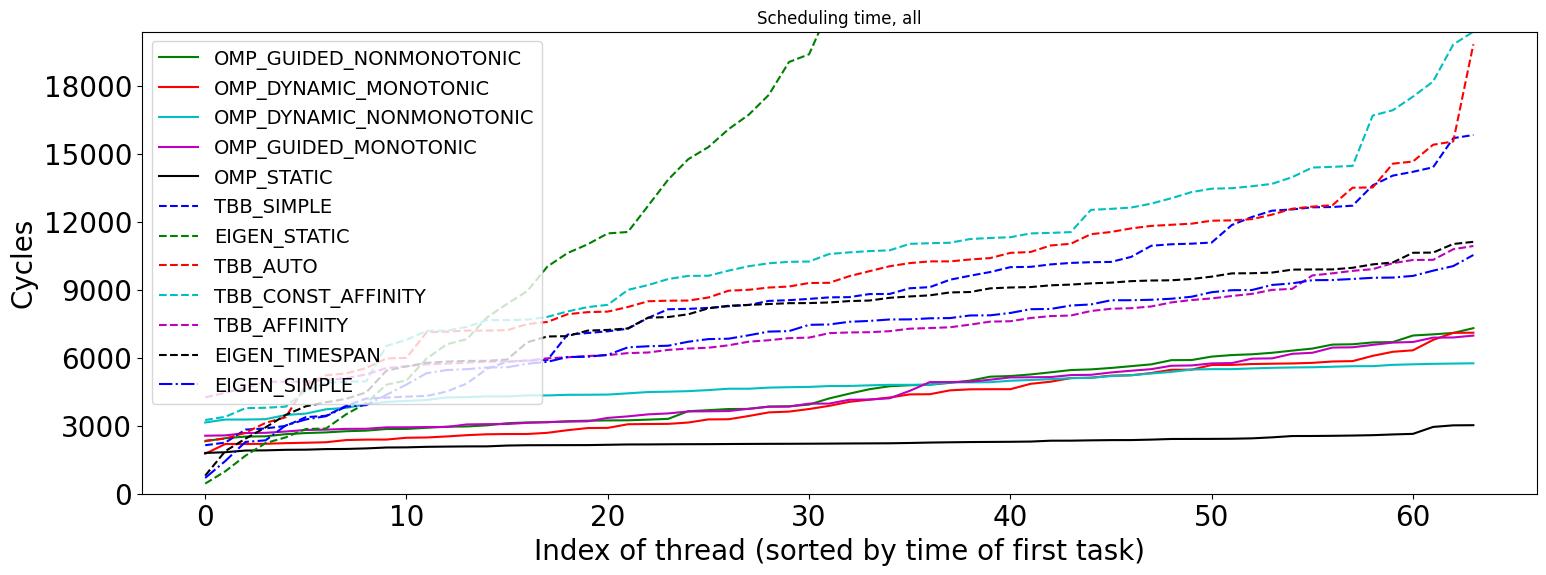 Scheduling time, all
OMP_GUIDED_NONMONOTONIC
OMP_DYNAMIC_MONOTONIC
OMP_DYNAMIC_NONMONOTONIC
OMP_GUIDED_MONOTONIC
OMP_STATIC
TBB_SIMPLE
EIGEN_STATIC
TBB_AUTO
TBB_CONST_AFFINITY
TBB_AFFINITY
EIGEN_TIMESPAN
EIGEN_SIMPLE
Cycles
18000
15000
12000
9000
6000
3000
0
0 10 20 30 40 50 60
Index of thread (sorted by time of first task)